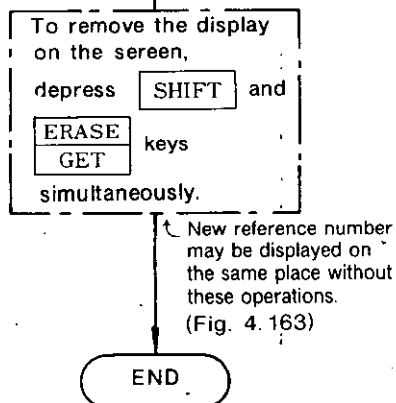 To remove the display
on the sereen,
depress SHIFT and
ERASE
GET
keys
simultaneously.
New reference number
may be displayed on
the same place without
these operations.
(Fig. 4.163)
END